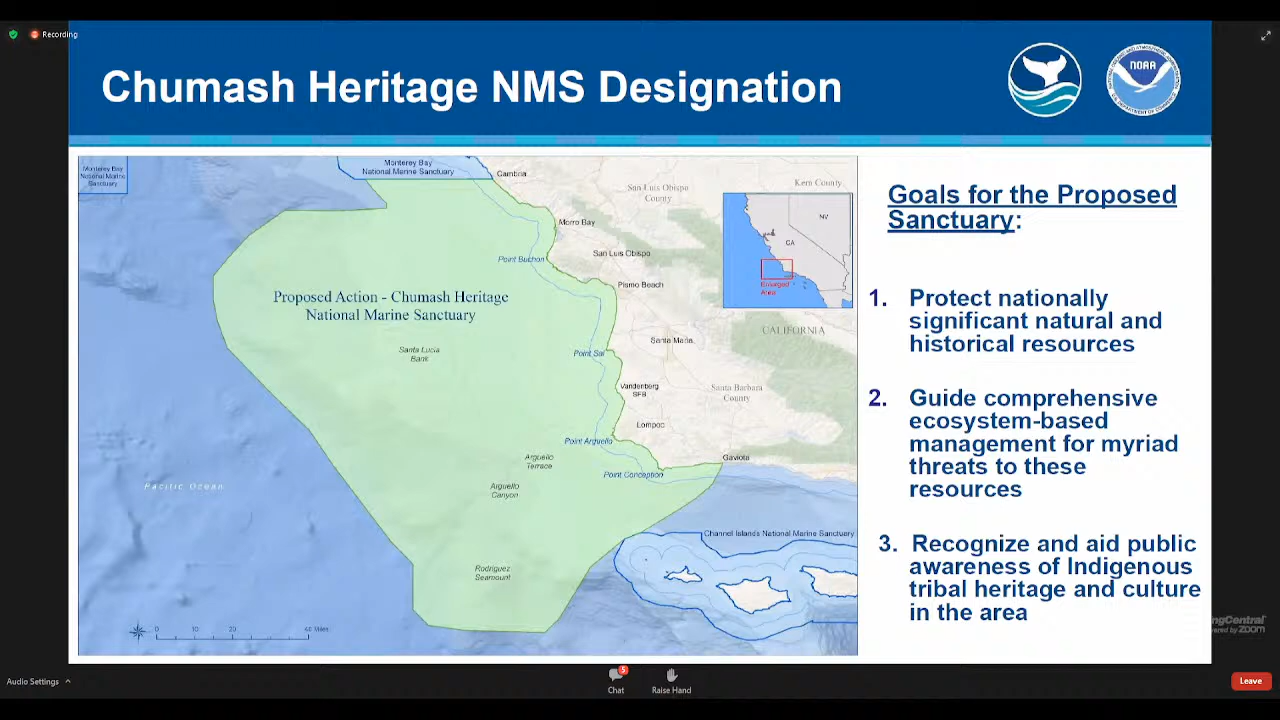 Recording
Chumash Heritage NMS Designation
NOAA
Monterey Bay
National Marine
Sanctuary
Monterey Bay
National Marine Sanctuary
Cambria
San Luis Obispo
County
Kern County
Morro Bay
Point Buchon
San Luis Obispo
Pismo Beach
NV
CA
Enlarged
Area
Proposed Action - Chumash Heritage
National Marine Sanctuary
Santa Lucia
Bank
CALIFORNIA
Point Sal
Santa Maria
Vandenberg
SFB
Santa Barbara
County
Lompoc
Point Arguello
Arguello
Terrace
Gaviota
Point Conception
Arguello
Canyon
Pacific Ocean
Channel Islands National Marine Sanctuary
Rodriguez
Seamount
0 10 20 40 Miles
Goals for the Proposed
Sanctuary:
1. Protect nationally
significant natural and
historical resources
2. Guide comprehensive
ecosystem-based
management for myriad
threats to these
resources
3. Recognize and aid public
awareness of Indigenous
tribal heritage and culture
in the area
Audio Settings
5
Chat
Raise Hand
Leave